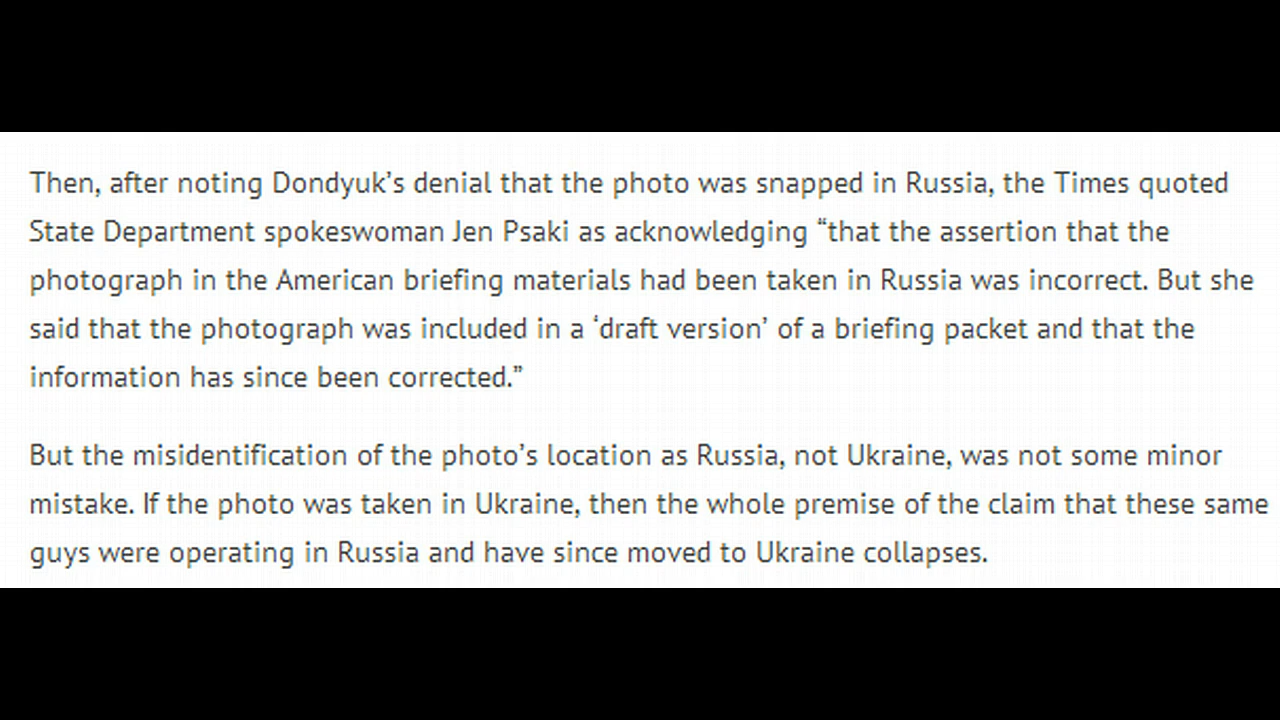 Then, after noting Dondyuk’s denial that the photo was snapped in Russia, the Times quoted
State Department spokeswoman Jen Psaki as acknowledging “that the assertion that the
photograph in the American briefing materials had been taken in Russia was incorrect. But she
said that the photograph was included in a ‘draft version’ of a briefing packet and that the
information has since been corrected.”
But the misidentification of the photo’s location as Russia, not Ukraine, was not some minor
mistake. If the photo was taken in Ukraine, then the whole premise of the claim that these same
guys were operating in Russia and have since moved to Ukraine collapses.